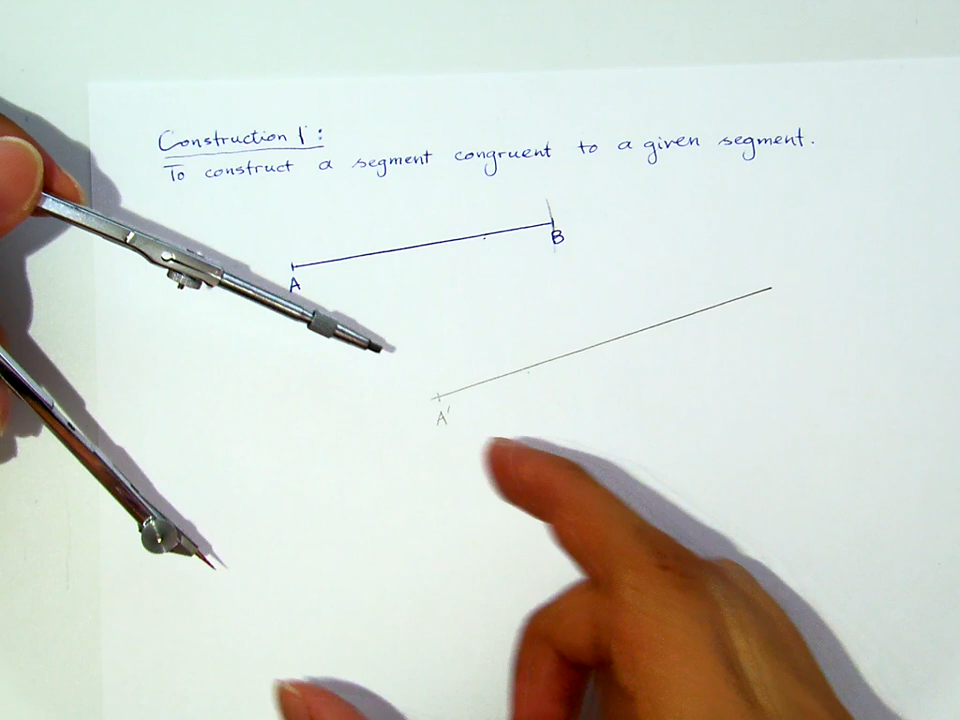 Construction 1:
To construct a segment congruent to a given segment.
A
B
A'